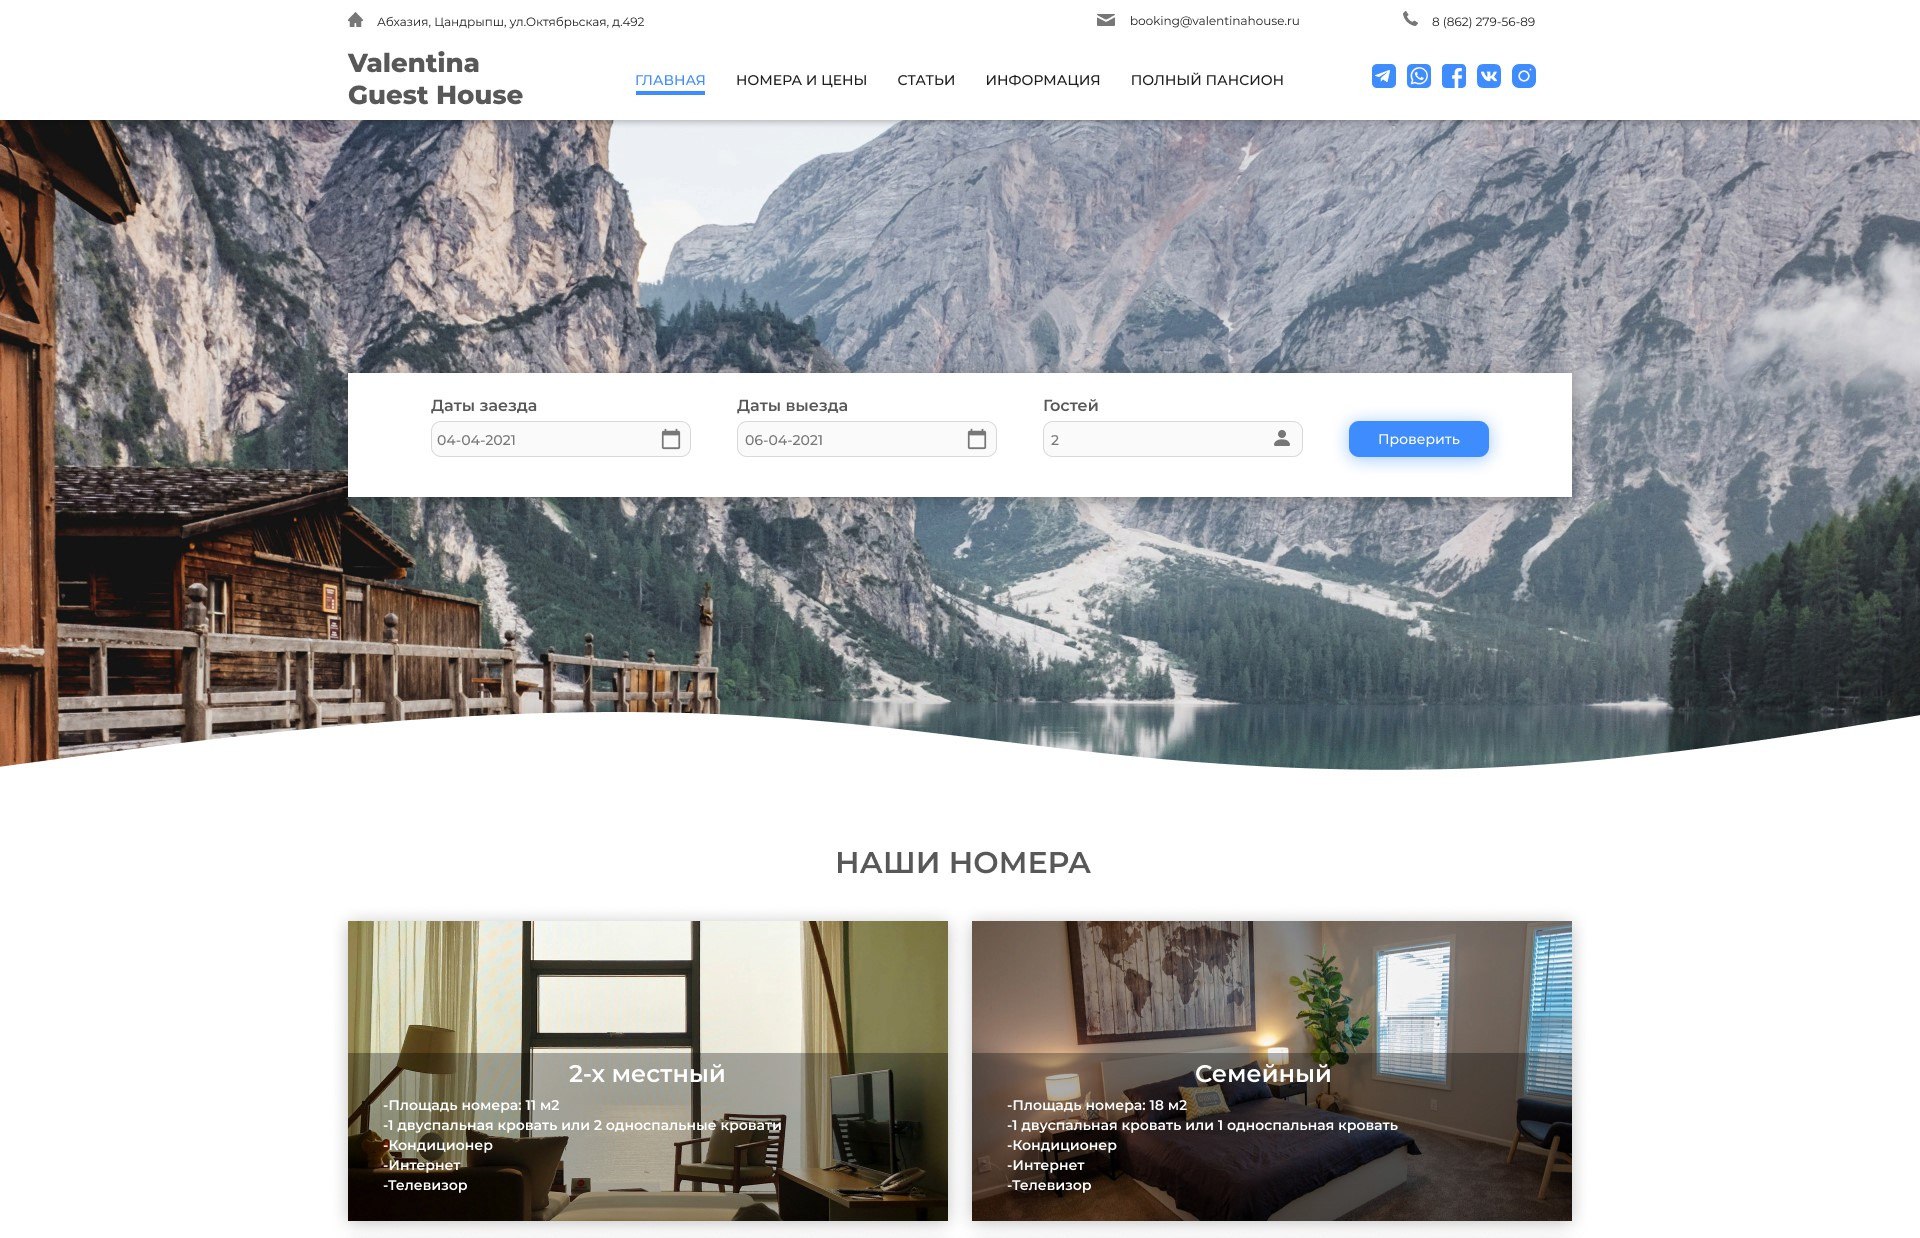 Абхазия, Цандрыпш, ул.Октябрьская, д.492
booking@valentinahouse.ru
8 (862) 279-56-89
Valentina
Guest House
ГЛАВНАЯ
НОМЕРА И ЦЕНЫ
СТАТЬИ
ИНФОРМАЦИЯ
ПОЛНЫЙ ПАНСИОН
Даты заезда
04-04-2021
Даты выезда
06-04-2021
Гостей
2
Проверить
НАШИ НОМЕРА
2-х местный
-Площадь номера: 11 м2
-1 двуспальная кровать или 2 односпальные кровати
-Кондиционер
-Интернет
-Телевизор
Семейный
-Площадь номера: 18 м2
-1 двуспальная кровать или 1 односпальная кровать
-Кондиционер
-Интернет
-Телевизор